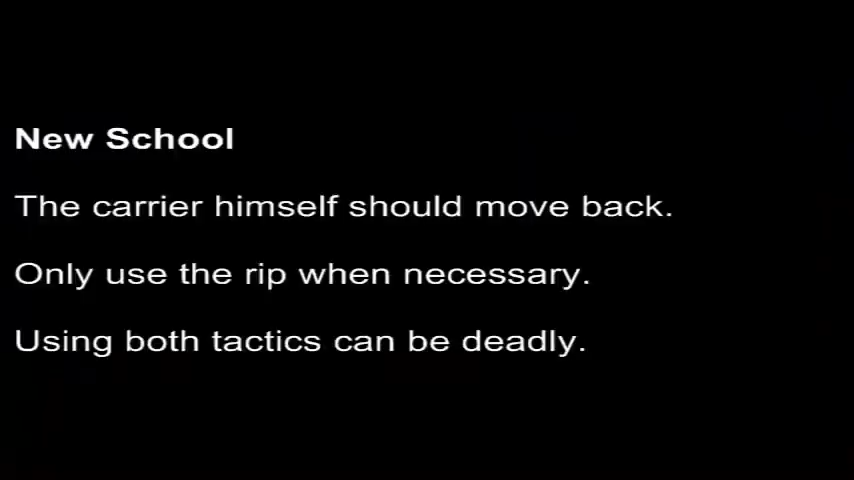 New School
The carrier himself should move back.
Only use the rip when necessary.
Using both tactics can be deadly.